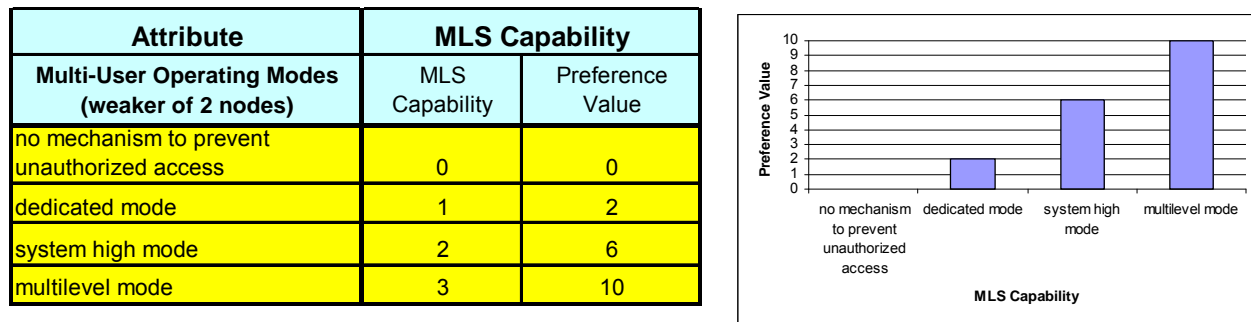 Attribute MLS Capability
Multi-User Operating Modes
(weaker of 2 nodes)
MLS
Capability
Preference
Value
no mechanism to prevent
unauthorized access 0 0
dedicated mode 1 2
system high mode 2 6
multilevel mode 3 10
Preference Value
10
9
8
7
6
5
4
3
2
1
0
no mechanism
to prevent
unauthorized
access
dedicated mode
system high
mode
multilevel mode
MLS Capability